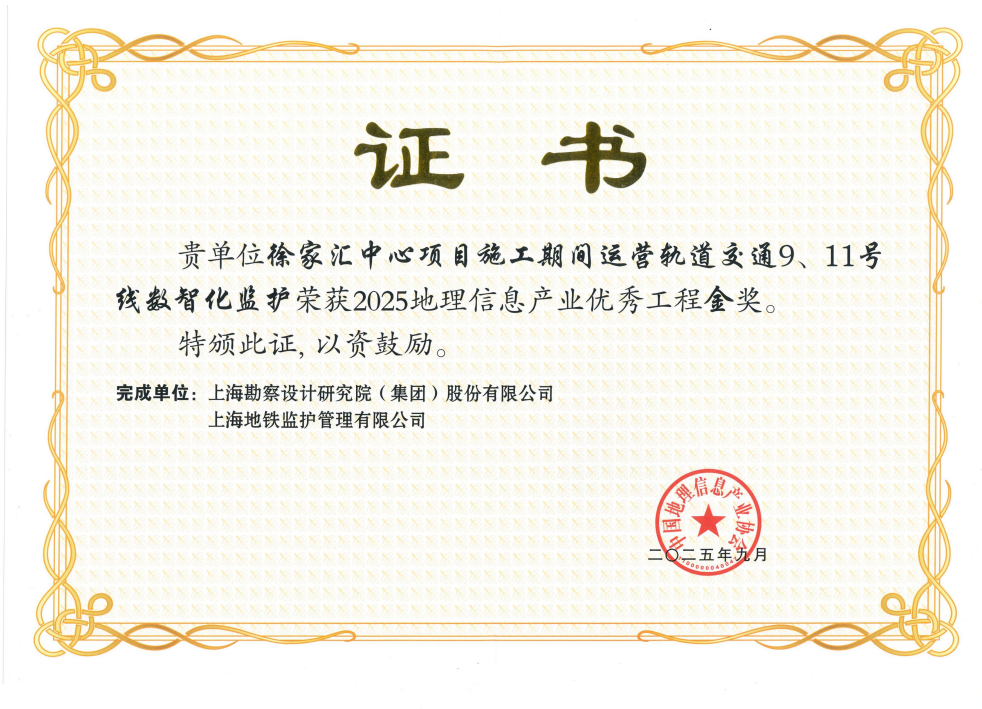 证 书
贵单位徐家汇中心项目施工期间运营轨道交通9、11号
线数智化监护荣获2025地理信息产业优秀工程金奖。
特颁此证,以资鼓励。
完成单位：上海勘察设计研究院（集团）股份有限公司
上海地铁监护管理有限公司
中国地理信息产业协会
二〇二五年九月